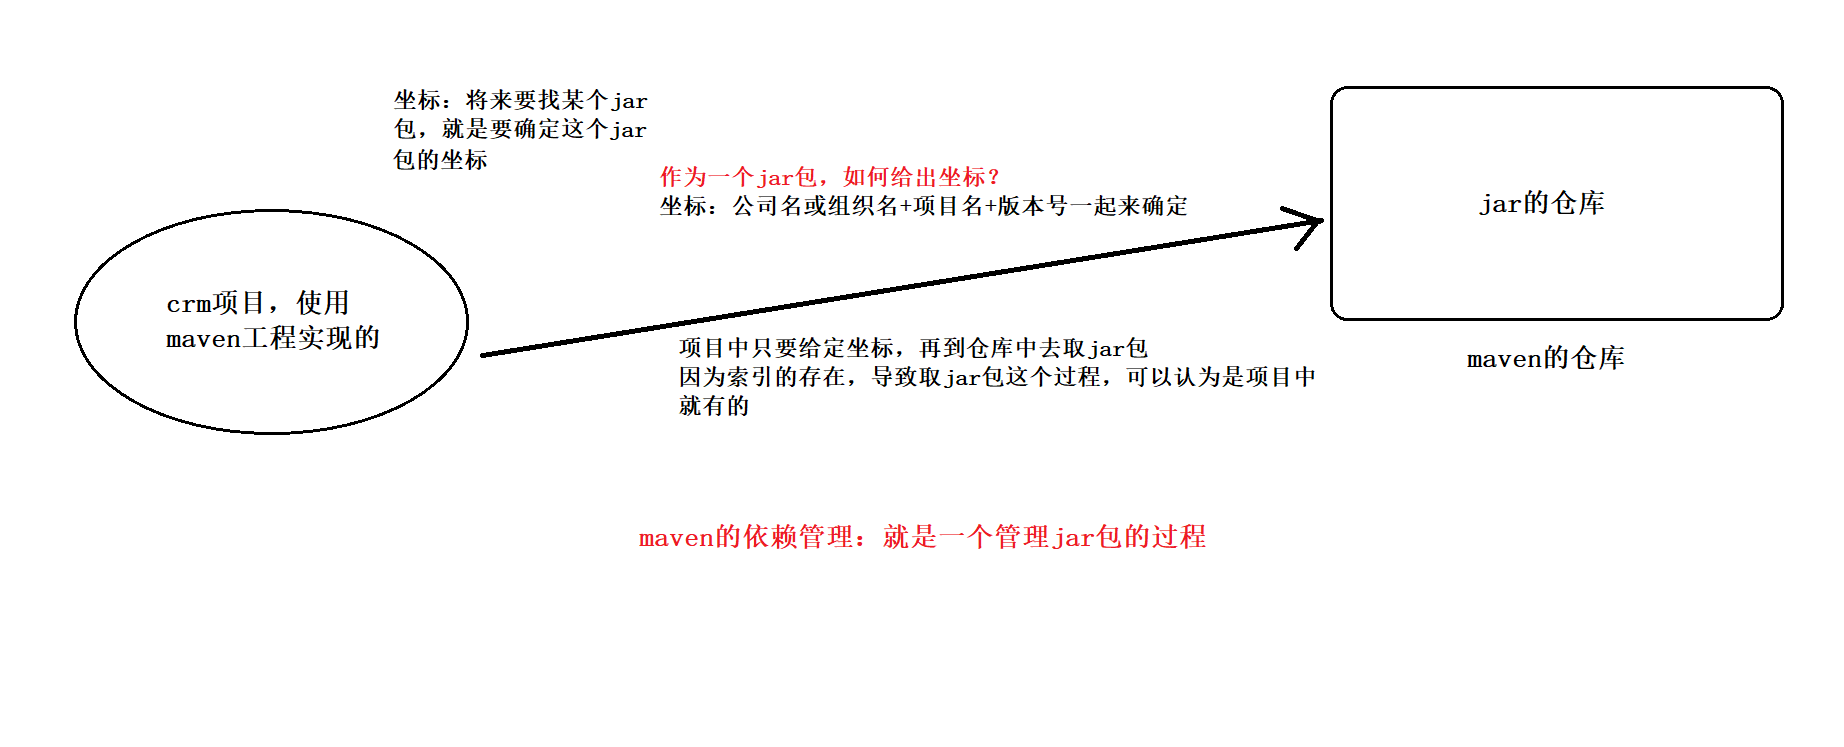 坐标：将来要找某个jar
包，就是要确定这个jar
包的坐标
作为一个jar包，如何给出坐标？
坐标：公司名或组织名+项目名+版本号一起来确定
jar的仓库
crm项目，使用
maven工程实现的
项目中只要给定坐标，再到仓库中去取jar包
因为索引的存在，导致取jar包这个过程，可以认为是项目中
就有的
maven的仓库
maven的依赖管理：就是一个管理jar包的过程